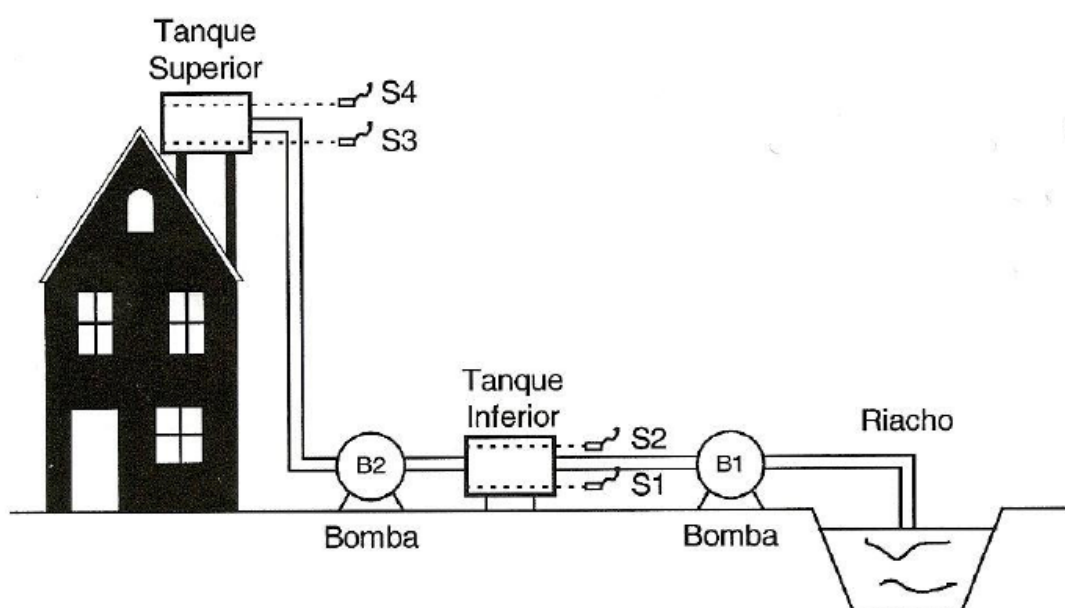 Tanque
Superior
S4
S3
Tanque
Inferior
S2
S1
Riacho
B2
B1
Bomba
Bomba